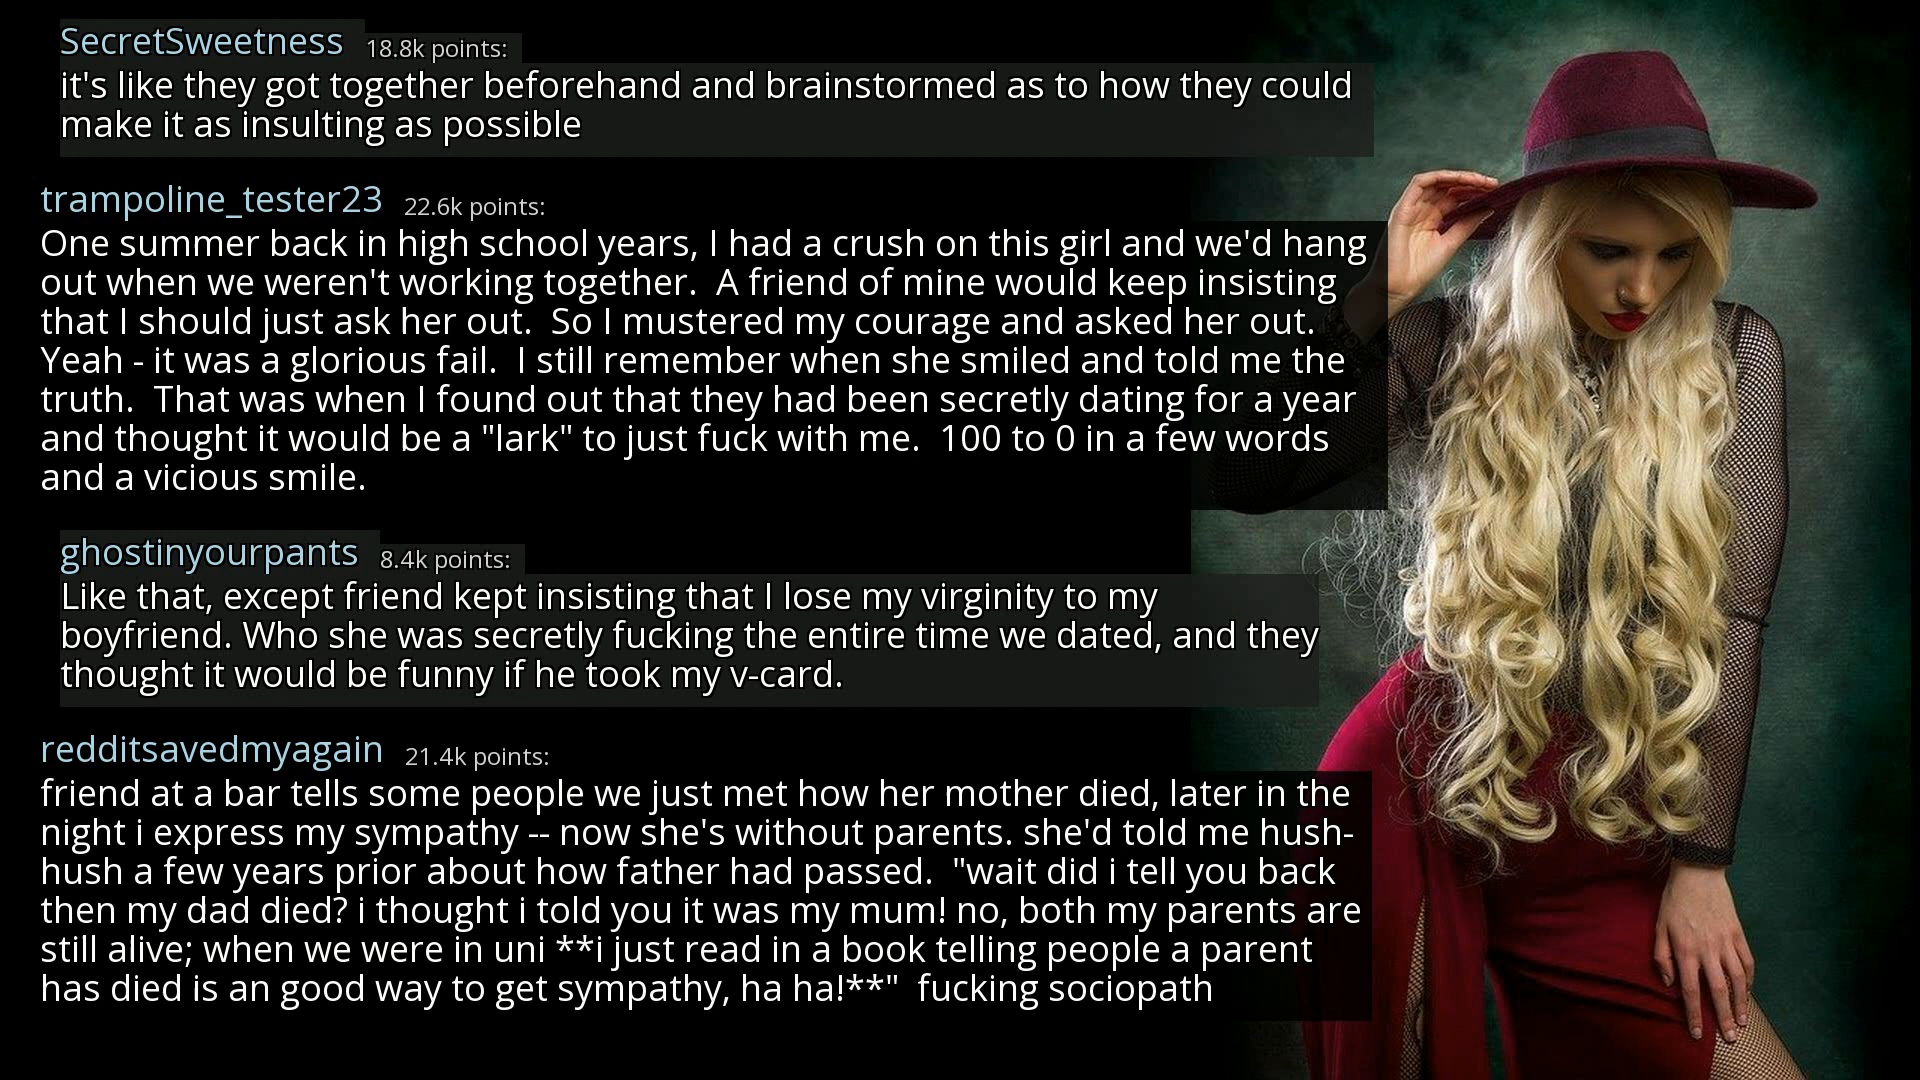 SecretSweetness 18.8k points:
it's like they got together beforehand and brainstormed as to how they could
make it as insulting as possible
trampoline_tester23 22.6k points:
One summer back in high school years, I had a crush on this girl and we'd hang
out when we weren't working together.  A friend of mine would keep insisting
that I should just ask her out.  So I mustered my courage and asked her out.
Yeah - it was a glorious fail.  I still remember when she smiled and told me the
truth.  That was when I found out that they had been secretly dating for a year
and thought it would be a "lark" to just fuck with me.  100 to 0 in a few words
and a vicious smile.
ghostinyourpants 8.4k points:
Like that, except friend kept insisting that I lose my virginity to my
boyfriend. Who she was secretly fucking the entire time we dated, and they
thought it would be funny if he took my v-card.
redditsavedmyagain 21.4k points:
friend at a bar tells some people we just met how her mother died, later in the
night i express my sympathy -- now she's without parents. she'd told me hush-
hush a few years prior about how father had passed.  "wait did i tell you back
then my dad died? i thought i told you it was my mum! no, both my parents are
still alive; when we were in uni **i just read in a book telling people a parent
has died is an good way to get sympathy, ha ha!**"  fucking sociopath